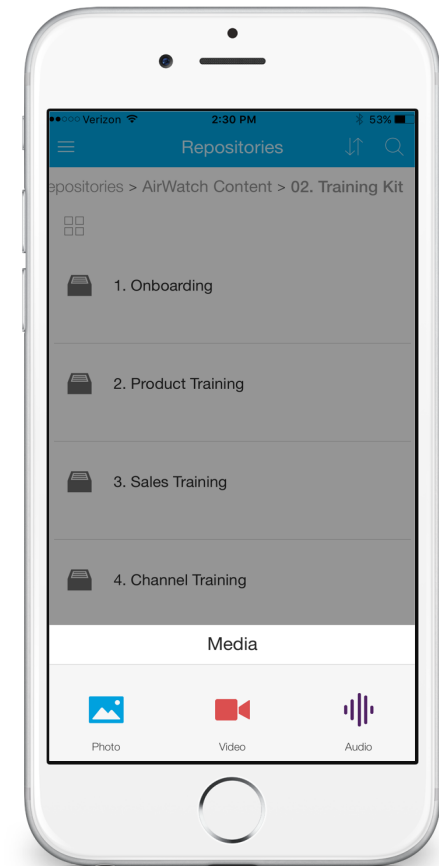 Verizon 2:30 PM 53%
Repositories
epositories > AirWatch Content > 02. Training Kit
1. Onboarding
2. Product Training
3. Sales Training
4. Channel Training
Media
Photo Video Audio